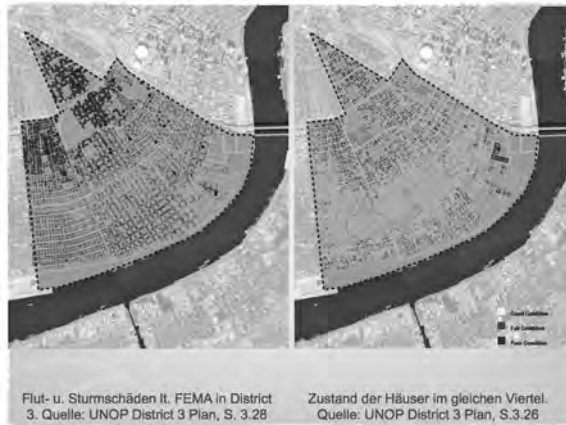 Good Condition
Fair Condition
Poor Condition
Flut- u. Sturmschäden lt. FEMA in District
3. Quelle: UNOP District 3 Plan, S. 3.28
Zustand der Häuser im gleichen Viertel.
Quelle: UNOP District 3 Plan, S.3.26